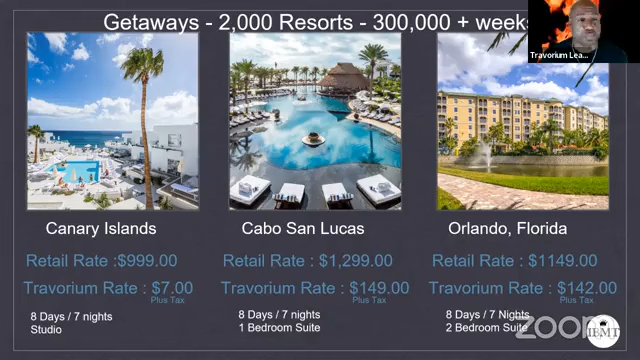 Getaways - 2,000 Resorts - 300,000 + weeks
Travorium Lea...
Canary Islands
Retail Rate :$999.00
Travorium Rate : $7.00
Plus Tax
8 Days / 7 nights
Studio
Cabo San Lucas
Retail Rate : $1,299.00
Travorium Rate : $149.00
Plus Tax
8 Days / 7 nights
1 Bedroom Suite
Orlando, Florida
Retail Rate : $1149.00
Travorium Rate : $142.00
Plus Tax
8 Days / 7 Nights
2 Bedroom Suite
zoom